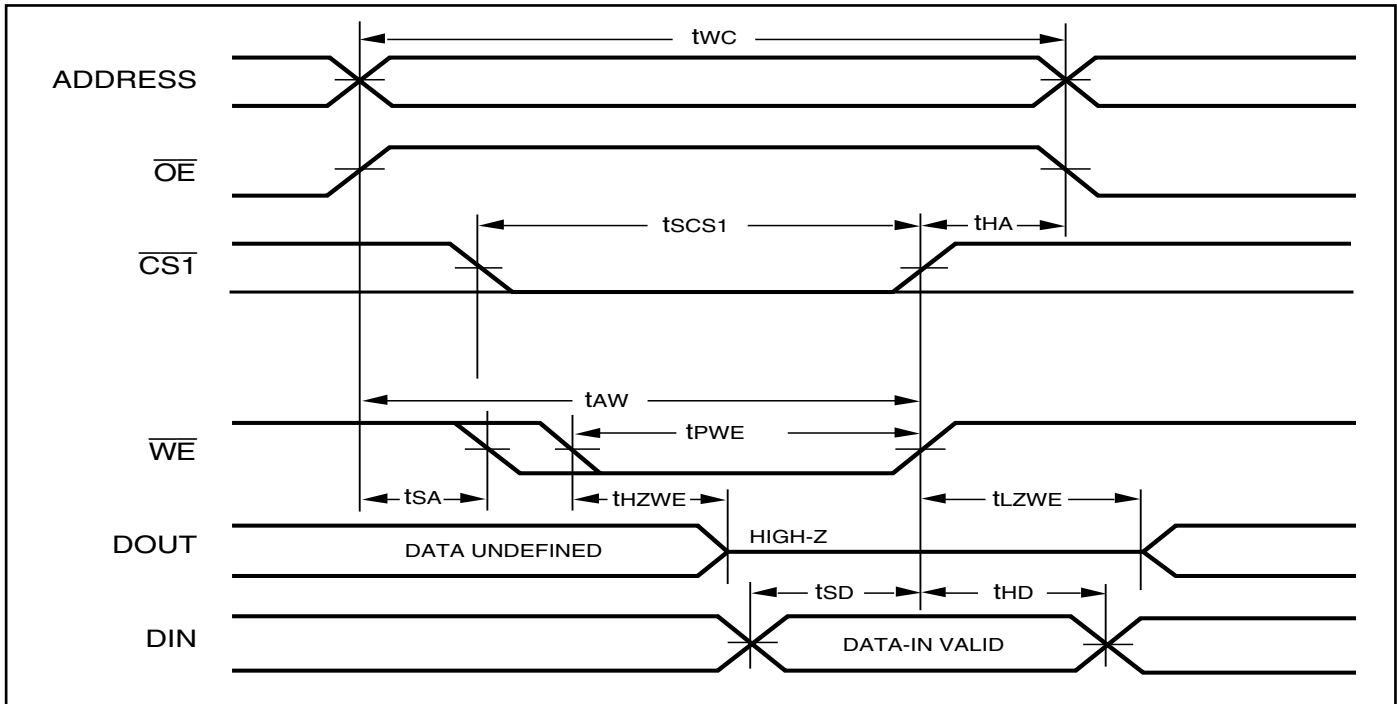 tWC
ADDRESS
OE
tSCS1
tHA
CS1
tAW
tPWE
WE
tSA
tHZWE
tLZWE
DOUT
DATA UNDEFINED
HIGH-Z
tSD
tHD
DIN
DATA-IN VALID